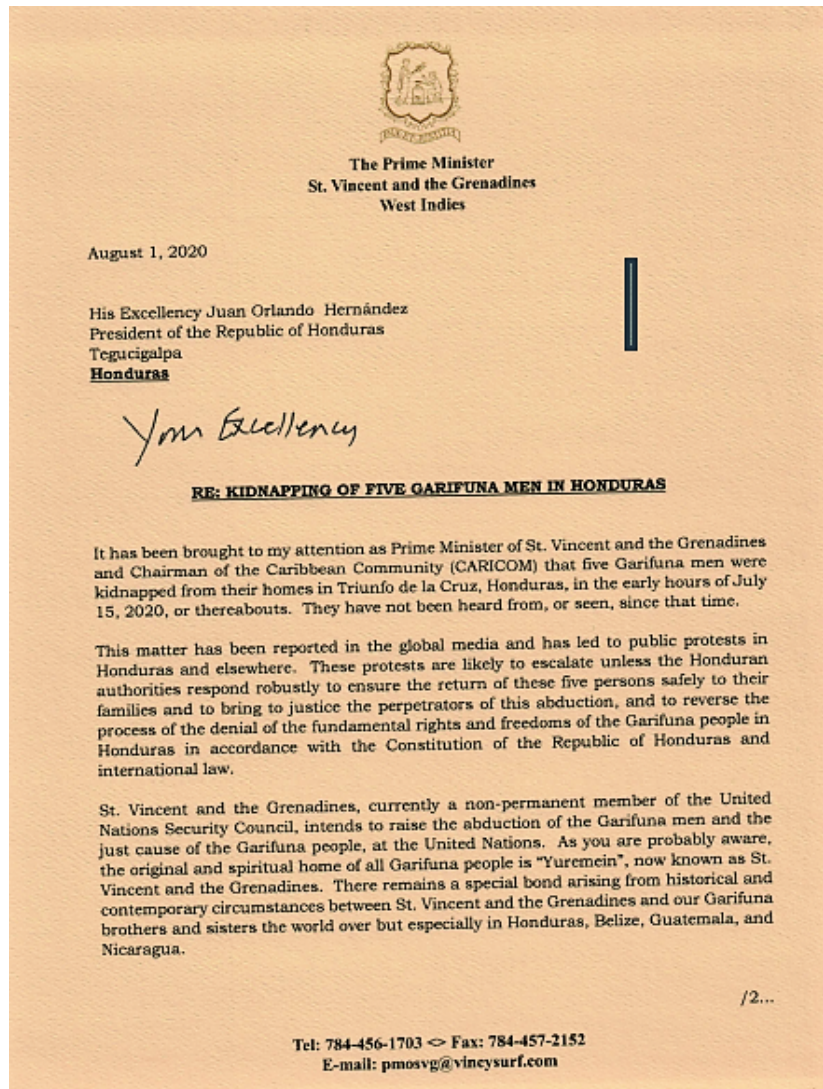 PAX ET JUSTITIA
The Prime Minister
St. Vincent and the Grenadines
West Indies
August 1, 2020
His Excellency Juan Orlando Hernández
President of the Republic of Honduras
Tegucigalpa
Honduras
Your Excellency
RE: KIDNAPPING OF FIVE GARIFUNA MEN IN HONDURAS
It has been brought to my attention as Prime Minister of St. Vincent and the Grenadines
and Chairman of the Caribbean Community (CARICOM) that five Garifuna men were
kidnapped from their homes in Triunfo de la Cruz, Honduras, in the early hours of July
15, 2020, or thereabouts. They have not been heard from, or seen, since that time.
This matter has been reported in the global media and has led to public protests in
Honduras and elsewhere. These protests are likely to escalate unless the Honduran
authorities respond robustly to ensure the return of these five persons safely to their
families and to bring to justice the perpetrators of this abduction, and to reverse the
process of the denial of the fundamental rights and freedoms of the Garifuna people in
Honduras in accordance with the Constitution of the Republic of Honduras and
international law.
St. Vincent and the Grenadines, currently a non-permanent member of the United
Nations Security Council, intends to raise the abduction of the Garifuna men and the
just cause of the Garifuna people, at the United Nations. As you are probably aware,
the original and spiritual home of all Garifuna people is “Yuremein”, now known as St.
Vincent and the Grenadines. There remains a special bond arising from historical and
contemporary circumstances between St. Vincent and the Grenadines and our Garifuna
brothers and sisters the world over but especially in Honduras, Belize, Guatemala, and
Nicaragua.
/2...
Tel: 784-456-1703 <> Fax: 784-457-2152
E-mail: pmosvg@vincysurf.com